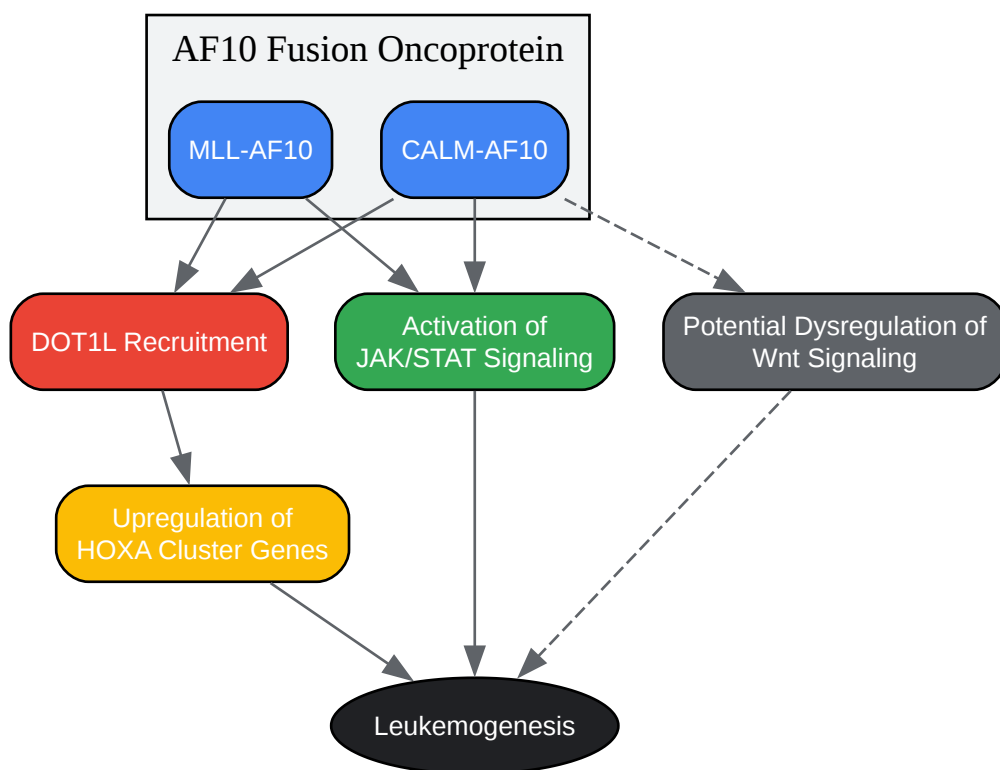 AF10 Fusion Oncoprotein
MLL-AF10
CALM-AF10
DOT1L Recruitment
Activation of
JAK/STAT Signaling
Potential Dysregulation of
Wnt Signaling
Upregulation of
HOXA Cluster Genes
Leukemogenesis